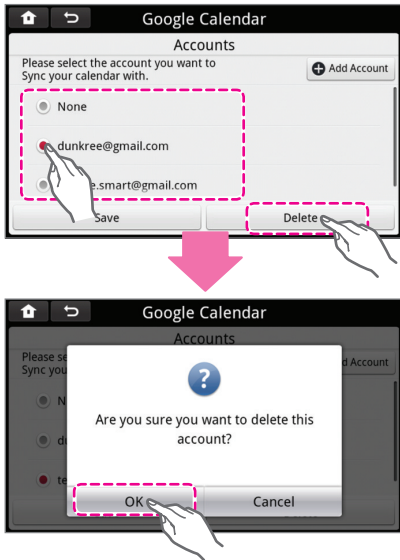 Google Calendar
Accounts
Please select the account you want to
Sync your calendar with.
Add Account
None
dunkree@gmail.com
e.smart@gmail.com
Save
Delete
Google Calendar
Accounts
Please se
Sync you
d Account
N
du
te
?
Are you sure you want to delete this
account?
OK
Cancel